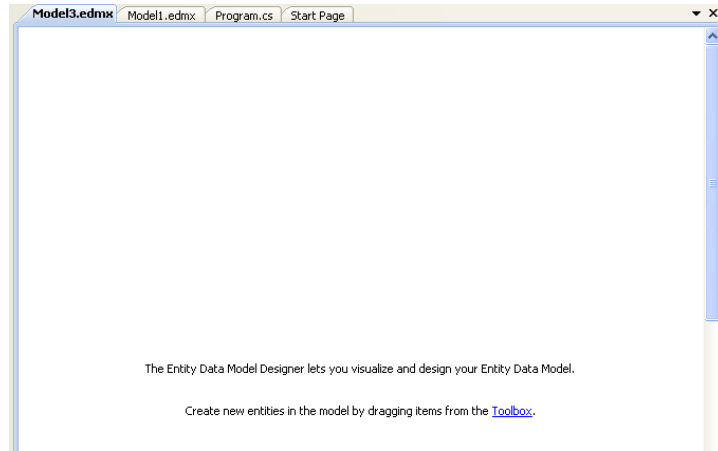 Model3.edmx Model1.edmx Program.cs Start Page
The Entity Data Model Designer lets you visualize and design your Entity Data Model.
Create new entities in the model by dragging items from the Toolbox.